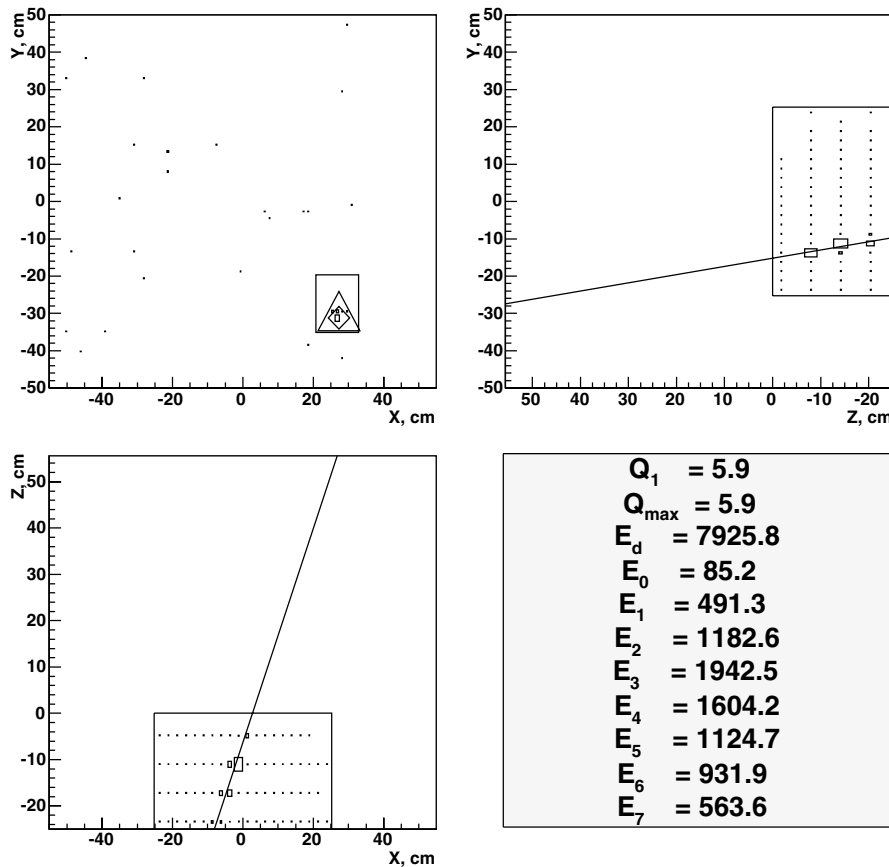 Y, cm
50
40
30
20
10
0
-10
-20
-30
-40
-50
-40
-20
0
20
40
X, cm
Y, cm
50
40
30
20
10
0
-10
-20
-30
-40
-50
50
40
30
20
10
0
-10
-20
Z, cm
Z, cm
50
40
30
20
10
0
-10
-20
-40
-20
0
20
40
X, cm
Q1 = 5.9
Qmax = 5.9
Ed = 7925.8
E0 = 85.2
E1 = 491.3
E2 = 1182.6
E3 = 1942.5
E4 = 1604.2
E5 = 1124.7
E6 = 931.9
E7 = 563.6